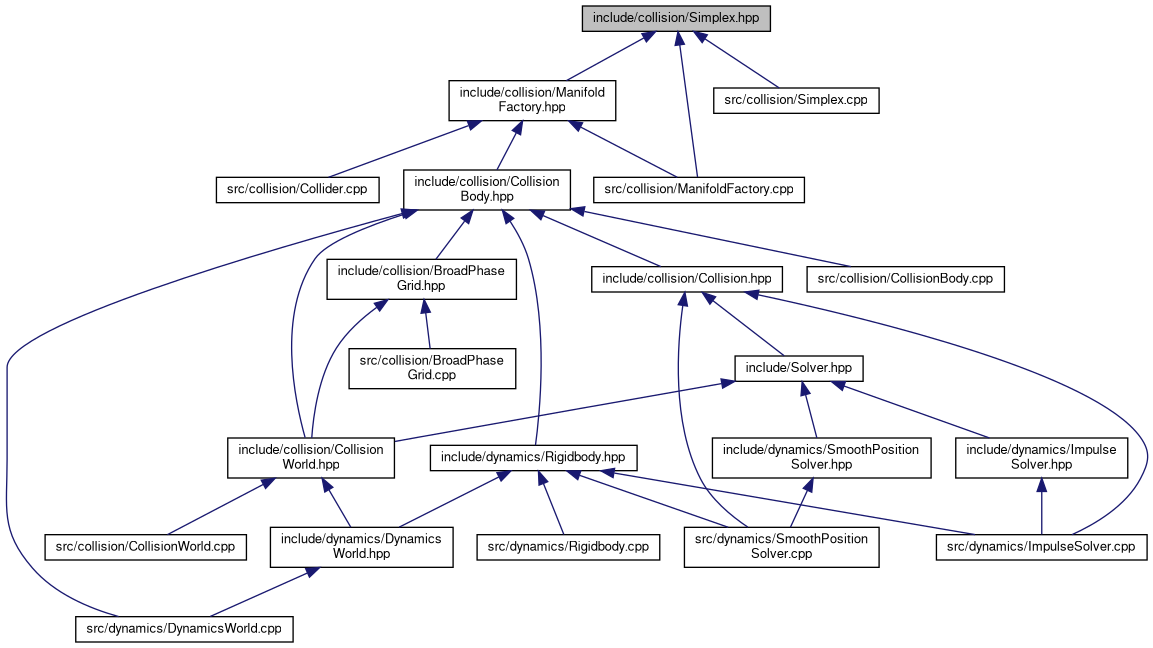 include/collision/Simplex.hpp
include/collision/Manifold
Factory.hpp
src/collision/Simplex.cpp
src/collision/Collider.cpp
include/collision/Collision
Body.hpp
src/collision/ManifoldFactory.cpp
include/collision/BroadPhase
Grid.hpp
include/collision/Collision.hpp
src/collision/CollisionBody.cpp
src/collision/BroadPhase
Grid.cpp
include/Solver.hpp
include/collision/Collision
World.hpp
include/dynamics/Rigidbody.hpp
include/dynamics/SmoothPosition
Solver.hpp
include/dynamics/Impulse
Solver.hpp
src/collision/CollisionWorld.cpp
include/dynamics/Dynamics
World.hpp
src/dynamics/Rigidbody.cpp
src/dynamics/SmoothPosition
Solver.cpp
src/dynamics/ImpulseSolver.cpp
src/dynamics/DynamicsWorld.cpp